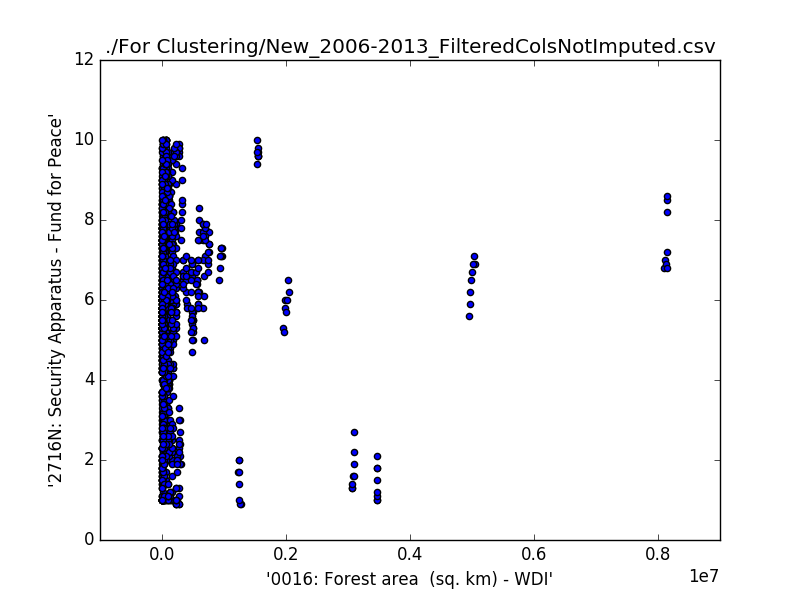 ./For Clustering/New_2006-2013_FilteredColsNotImputed.csv
12
10
8
6
4
2
0
'2716N: Security Apparatus - Fund for Peace'
0.0 0.2 0.4 0.6 0.8
1e7
'0016: Forest area  (sq. km) - WDI'